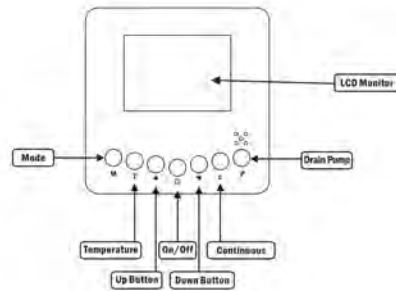 LCD Monitor
Mode
Drain Pump
M
P
Temperature
On/Off
Continuous
Up Button
Down Button